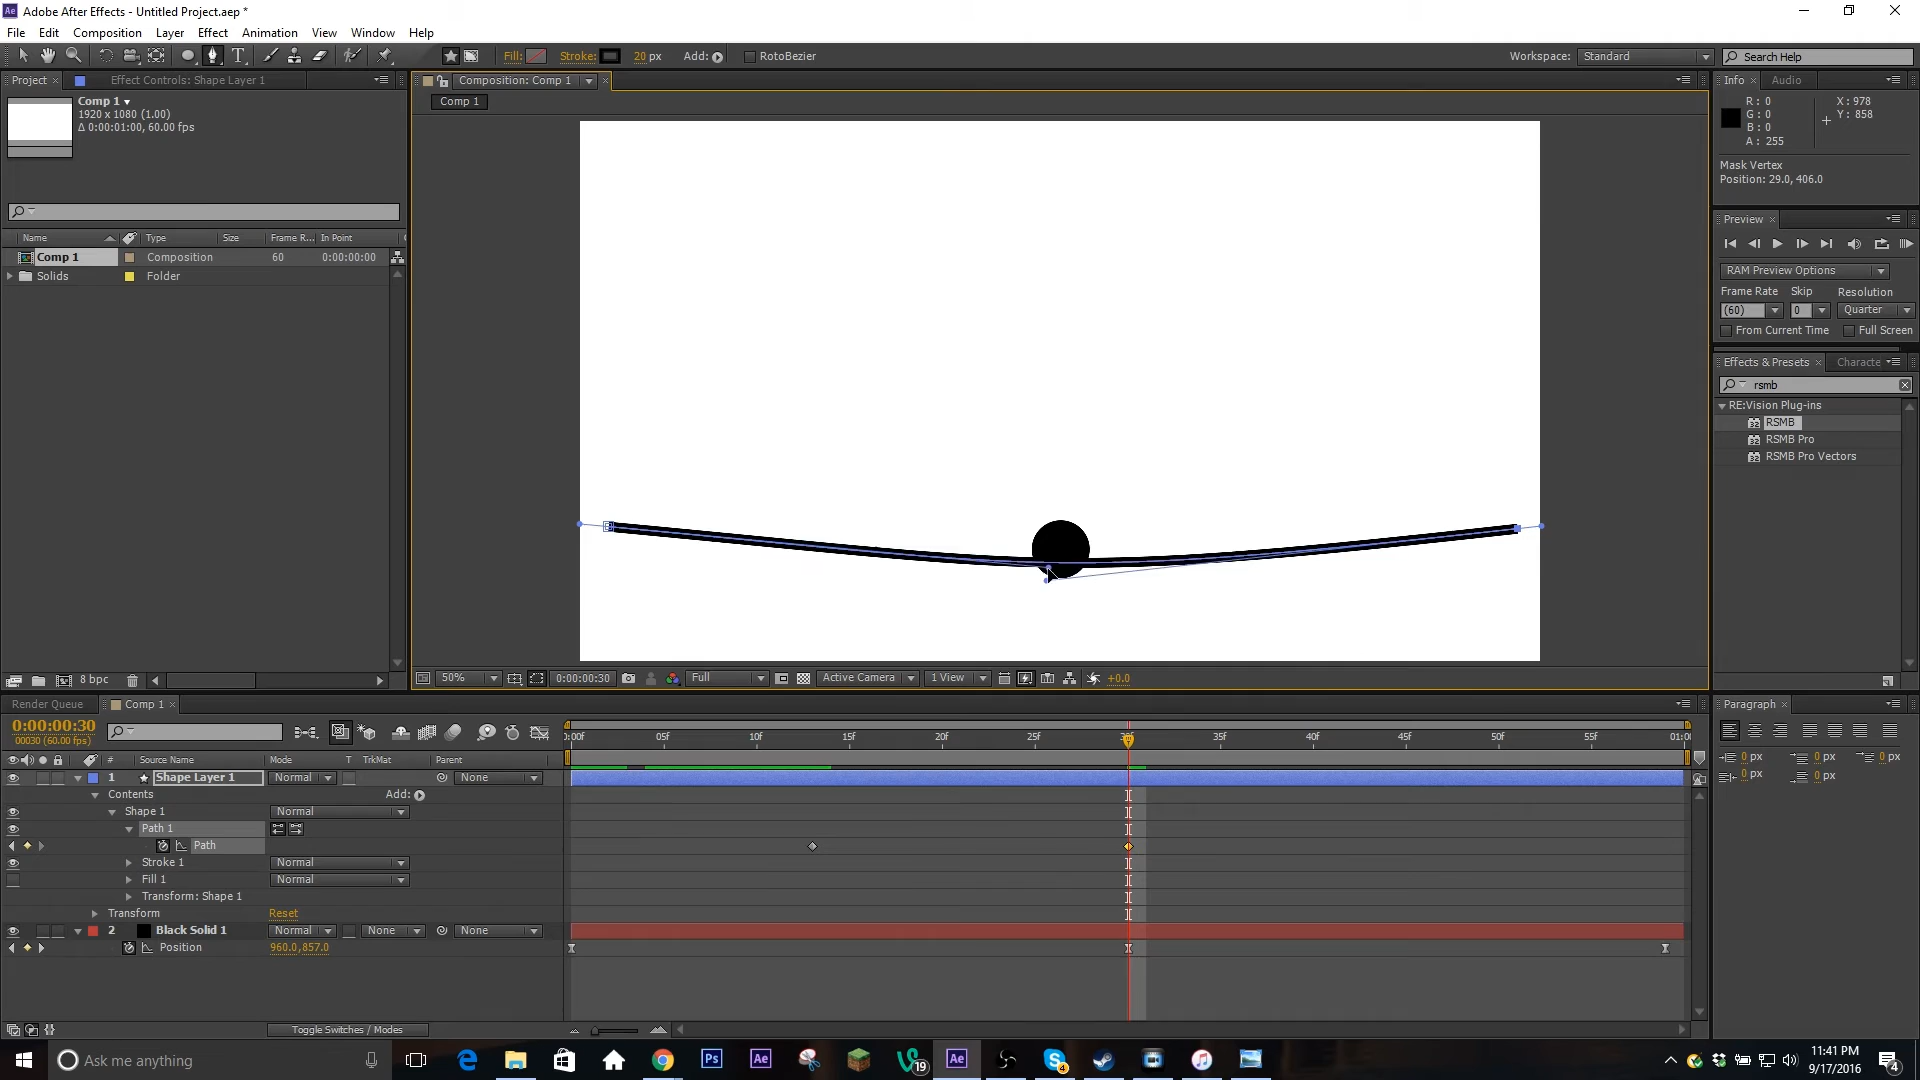 Adobe After Effects - Untitled Project.aep *
File Edit Composition Layer Effect Animation View Window Help
Fill: Stroke: 20 px Add: RotoBezier Workspace: Standard Search Help
Project Effect Controls: Shape Layer 1 Composition: Comp 1 Info Audio
Comp 1
1920 x 1080 (1.00)
Δ 0:00:01:00, 60.00 fps
Comp 1
R: 0
G: 0
B: 0
A: 255
X: 978
Y: 858
Mask Vertex
Position: 29.0, 406.0
Preview
RAM Preview Options
Frame Rate Skip Resolution
(60) 0 Quarter
From Current Time Full Screen
Effects & Presets Characte
rsmb
RE:Vision Plug-ins
RSMB
RSMB Pro
RSMB Pro Vectors
Name Type Size Frame R... In Point
Comp 1 Composition 60 0:00:00:00
Solids Folder
8 bpc
50% 0:00:00:30 Full Active Camera 1 View +0.0
Render Queue Comp 1
0:00:00:30
00030 (60.00 fps)
0:00f 05f 10f 15f 20f 25f 30f 35f 40f 45f 50f 55f 01:00
# Source Name Mode T TrkMat Parent
1 Shape Layer 1 Normal None
Contents Add:
Shape 1 Normal
Path 1
Path
Stroke 1 Normal
Fill 1 Normal
Transform: Shape 1
Transform Reset
2 Black Solid 1 Normal None None
Position 960.0,857.0
Toggle Switches / Modes
Paragraph
0 px 0 px 0 px
0 px 0 px
Ask me anything
Ps Ae 19 Ae 4
11:41 PM
9/17/2016
4